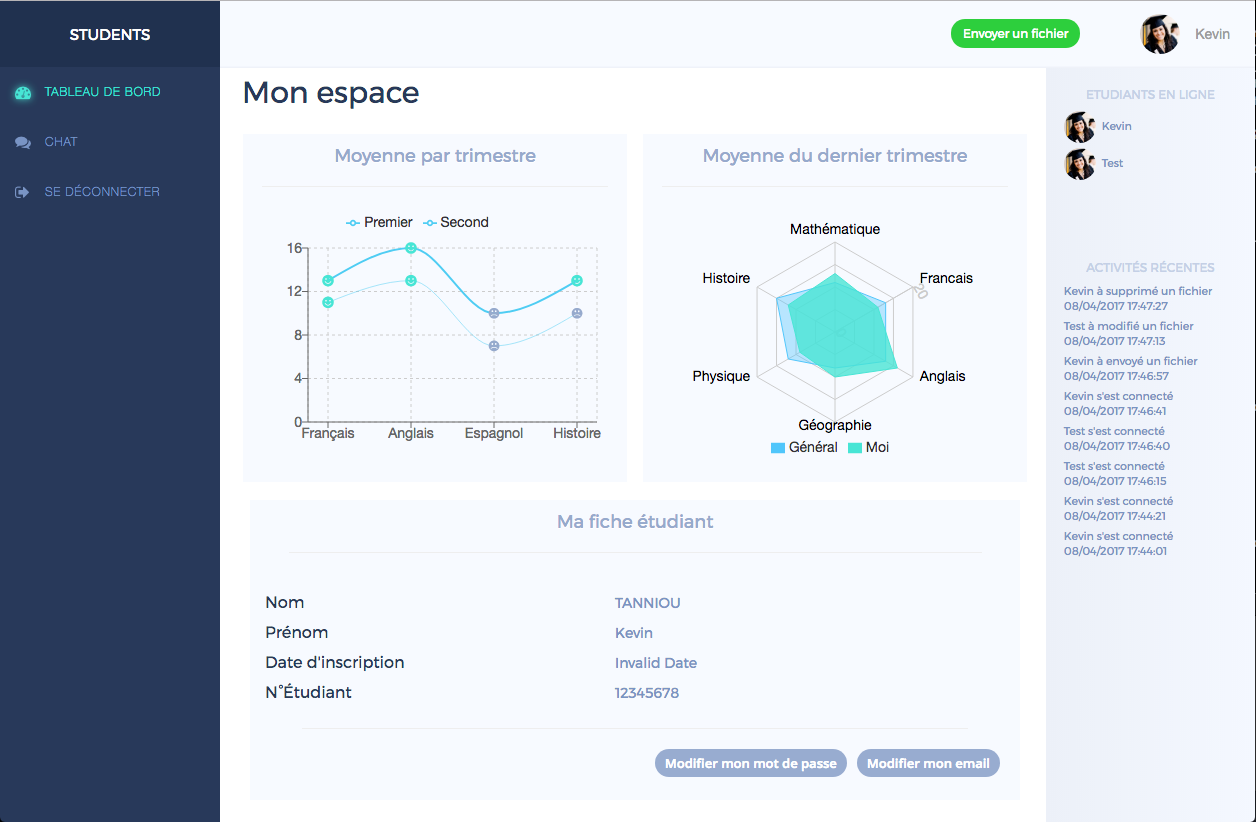 STUDENTS
Envoyer un fichier
Kevin
TABLEAU DE BORD
CHAT
SE DÉCONNECTER
Mon espace
Moyenne par trimestre
Premier Second
16
12
8
4
0
Français Anglais Espagnol Histoire
Moyenne du dernier trimestre
Mathématique
Histoire Francais
Physique Anglais
Géographie
Général Moi
Ma fiche étudiant
Nom TANNIOU
Prénom Kevin
Date d'inscription Invalid Date
N°Étudiant 12345678
Modifier mon mot de passe Modifier mon email
ETUDIANTS EN LIGNE
Kevin
Test
ACTIVITÉS RÉCENTES
Kevin à supprimé un fichier
08/04/2017 17:47:27
Test à modifié un fichier
08/04/2017 17:47:13
Kevin à envoyé un fichier
08/04/2017 17:46:57
Kevin s'est connecté
08/04/2017 17:46:41
Test s'est connecté
08/04/2017 17:46:40
Test s'est connecté
08/04/2017 17:46:15
Kevin s'est connecté
08/04/2017 17:44:21
Kevin s'est connecté
08/04/2017 17:44:01